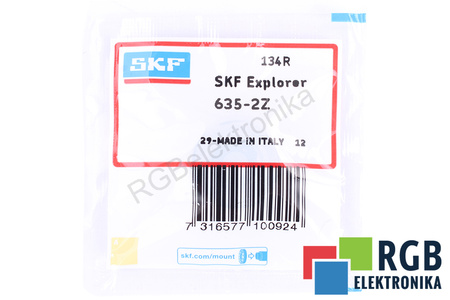 134R
SKF
SKF Explorer
635-2Z
29-MADE IN ITALY 12
RGBelektronika
7 316577 100924
skf.com/mount
RGB
ELEKTRONIKA